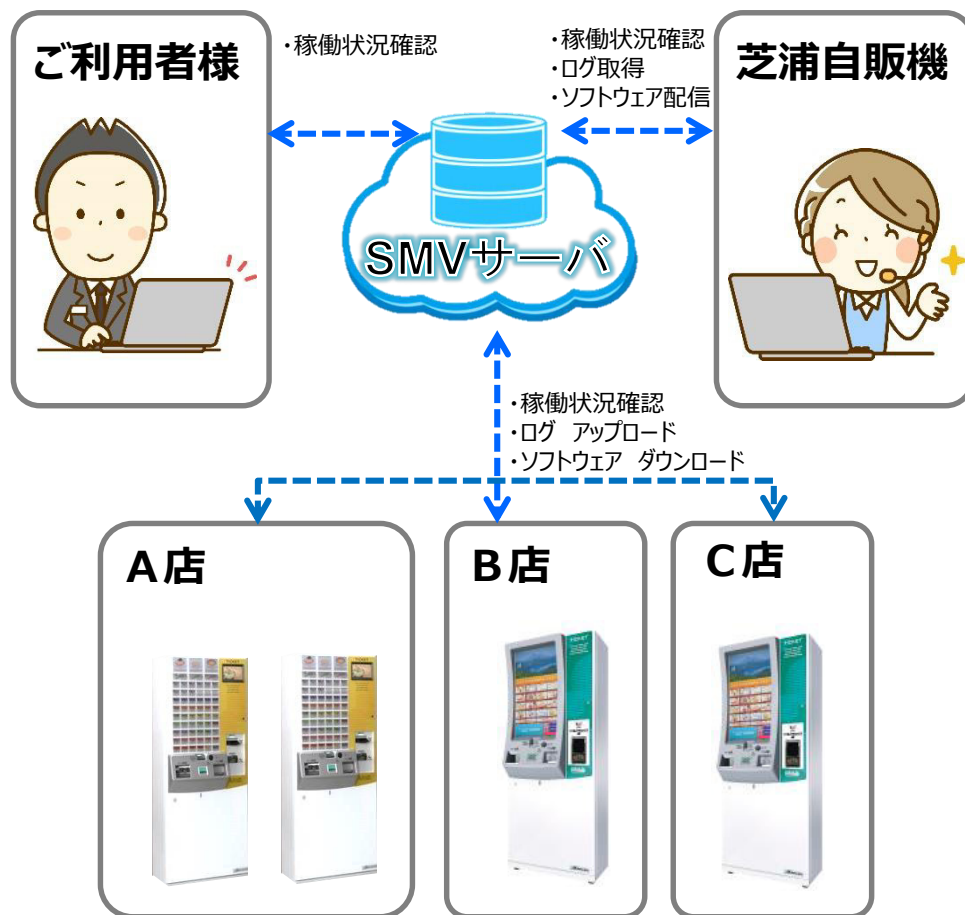 ご利用者様
・稼働状況確認
・稼働状況確認
・ログ取得
・ソフトウェア配信
芝浦自販機
SMVサーバ
・稼働状況確認
・ログ　アップロード
・ソフトウェア　ダウンロード
A店
B店
C店